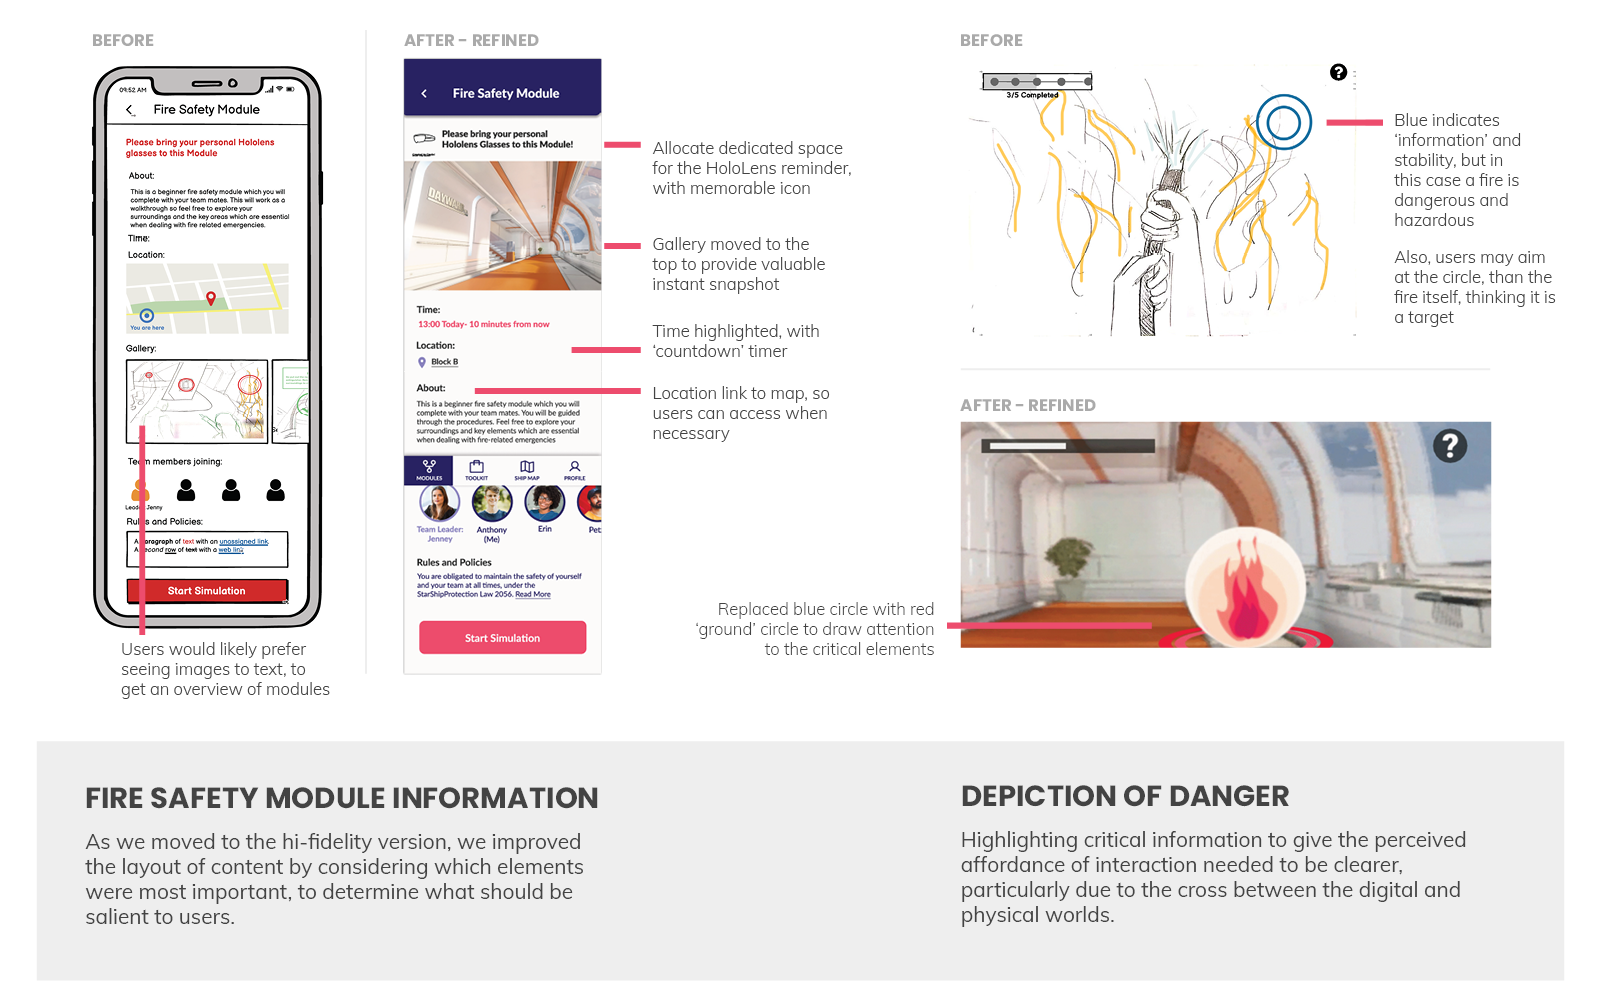 BEFORE
09:52 AM
Fire Safety Module
Please bring your personal Hololens
glasses to this Module
About:
This is a beginner fire safety module which you will
complete with your team mates. This will work as a
walkthrough so feel free to explore your
surroundings and the key areas which are essential
when dealing with fire related emergencies.
Time:
Location:
You are here
Gallery:
Team members joining:
Leader Jenny
Rules and Policies:
A paragraph of text with an unassigned link.
A second row of text with a web link
Start Simulation
Users would likely prefer
seeing images to text, to
get an overview of modules
AFTER - REFINED
Fire Safety Module
Please bring your personal
Hololens Glasses to this Module!
Time:
13:00 Today- 10 minutes from now
Location:
Block B
About:
This is a beginner fire safety module which you will
complete with your team mates. You will be guided
through the procedures. Feel free to explore your
surroundings and key elements which are essential
when dealing with fire-related emergencies
MODULES
TOOLKIT
SHIP MAP
PROFILE
Team Leader:
Jenney
Anthony
(Me)
Erin
Pet
Rules and Policies
You are obligated to maintain the safety of yourself
and your team at all times, under the
StarShipProtection Law 2056. Read More
Start Simulation
Allocate dedicated space
for the HoloLens reminder,
with memorable icon
Gallery moved to the
top to provide valuable
instant snapshot
Time highlighted, with
‘countdown’ timer
Location link to map, so
users can access when
necessary
BEFORE
3/5 Completed
?
Blue indicates
‘information’ and
stability, but in
this case a fire is
dangerous and
hazardous
Also, users may aim
at the circle, than the
fire itself, thinking it is
a target
AFTER - REFINED
?
Replaced blue circle with red
‘ground’ circle to draw attention
to the critical elements
FIRE SAFETY MODULE INFORMATION
As we moved to the hi-fidelity version, we improved
the layout of content by considering which elements
were most important, to determine what should be
salient to users.
DEPICTION OF DANGER
Highlighting critical information to give the perceived
affordance of interaction needed to be clearer,
particularly due to the cross between the digital and
physical worlds.